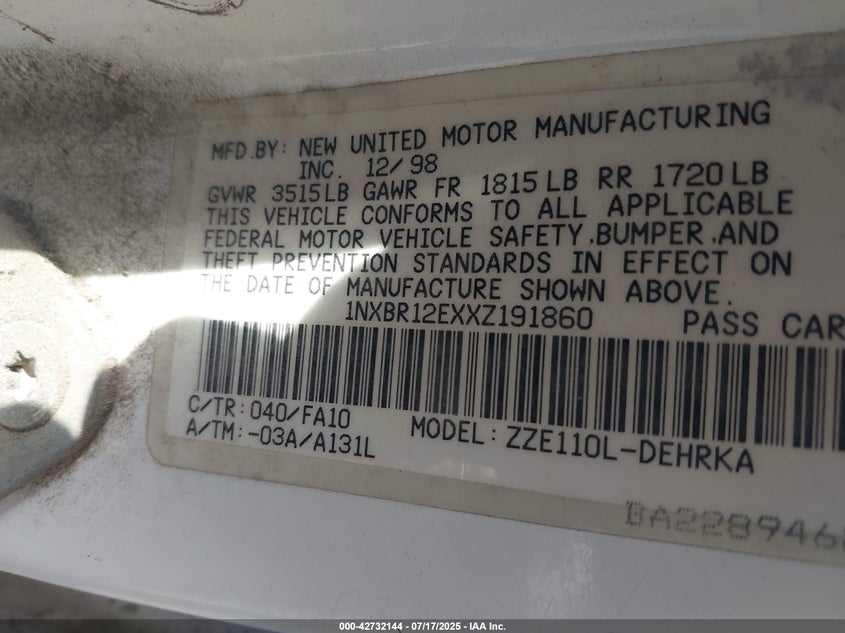 MFD.BY: NEW UNITED MOTOR MANUFACTURING
INC. 12/98
GVWR 3515LB GAWR FR 1815LB RR 1720LB
THIS VEHICLE CONFORMS TO ALL APPLICABLE
FEDERAL MOTOR VEHICLE SAFETY,BUMPER,AND
THEFT PREVENTION STANDARDS IN EFFECT ON
THE DATE OF MANUFACTURE SHOWN ABOVE.
1NXBR12EXXZ191860 PASS CAR
C/TR: 040/FA10
A/TM: -03A/A131L MODEL: ZZE110L-DEHRKA
BA228946
000-42732144 - 07/17/2025 - IAA Inc.